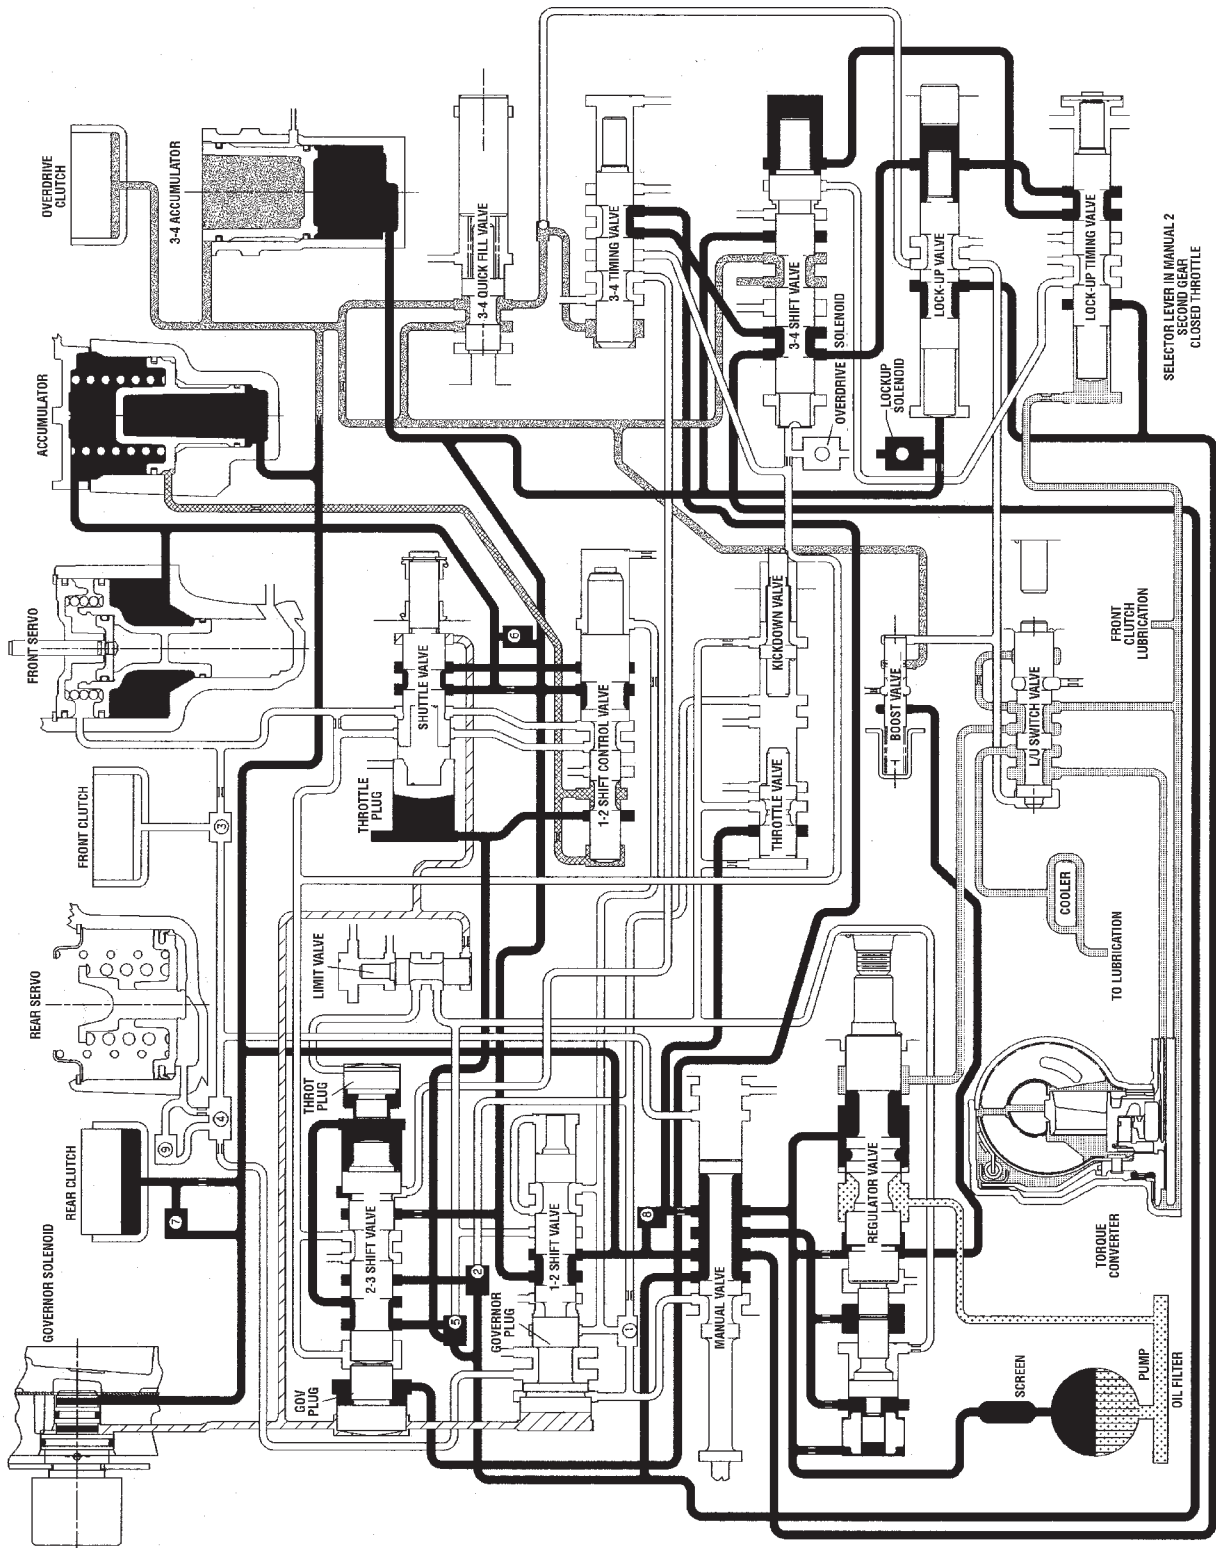 OVERDRIVE
CLUTCH
3-4 ACCUMULATOR
3-4 QUICK FILL VALVE
3-4 TIMING VALVE
3-4 SHIFT VALVE
OVERDRIVE SOLENOID
LOCK-UP VALVE
LOCKUP
SOLENOID
LOCK-UP TIMING VALVE
SELECTOR LEVER IN MANUAL 2
SECOND GEAR
CLOSED THROTTLE
ACCUMULATOR
FRONT SERVO
SHUTTLE VALVE
THROTTLE
PLUG
6
1-2 SHIFT CONTROL VALVE
KICKDOWN VALVE
THROTTLE VALVE
BOOST VALVE
L/U SWITCH VALVE
FRONT
CLUTCH
LUBRICATION
FRONT CLUTCH
3
COOLER
TO LUBRICATION
REAR SERVO
LIMIT VALVE
9
4
REAR CLUTCH
7
THROT
PLUG
2-3 SHIFT VALVE
GOV
PLUG
5
2
1-2 SHIFT VALVE
GOVERNOR
PLUG
1
8
MANUAL VALVE
REGULATOR VALVE
TORQUE
CONVERTER
GOVERNOR SOLENOID
SCREEN
PUMP
OIL FILTER